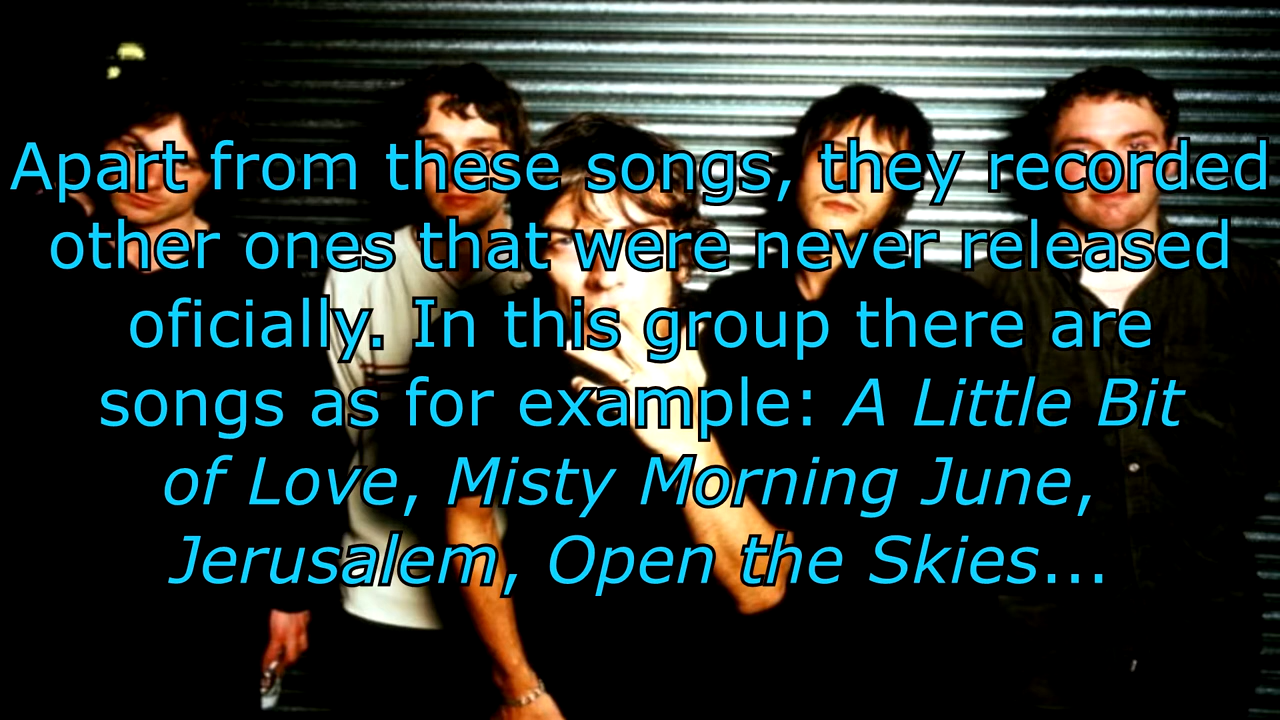 Apart from these songs, they recorded
other ones that were never released
oficially. In this group there are
songs as for example: A Little Bit
of Love, Misty Morning June,
Jerusalem, Open the Skies...